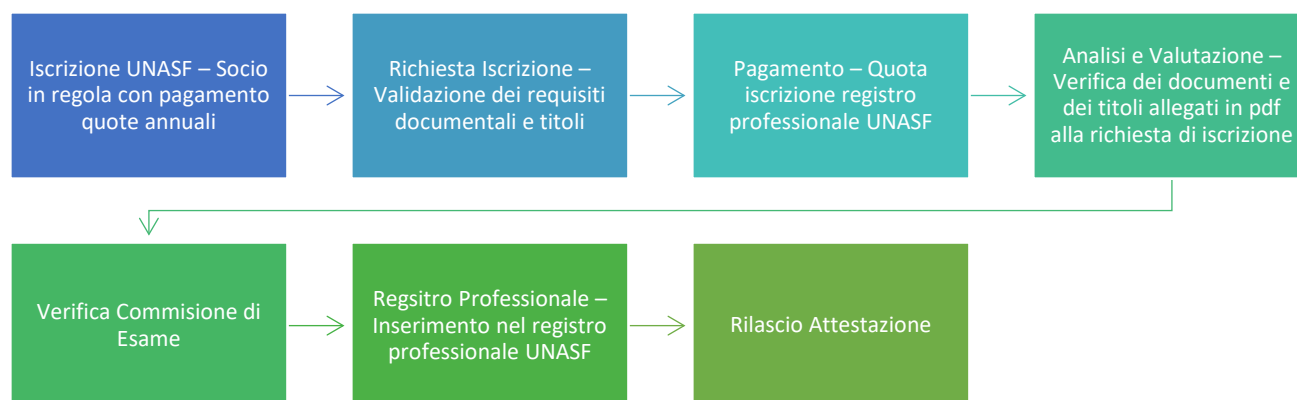 Iscrizione UNASF – Socio
in regola con pagamento
quote annuali
Richiesta Iscrizione –
Validazione dei requisiti
documentali e titoli
Pagamento – Quota
iscrizione registro
professionale UNASF
Analisi e Valutazione –
Verifica dei documenti e
dei titoli allegati in pdf
alla richiesta di iscrizione
Verifica Commisione di
Esame
Regsitro Professionale –
Inserimento nel registro
professionale UNASF
Rilascio Attestazione